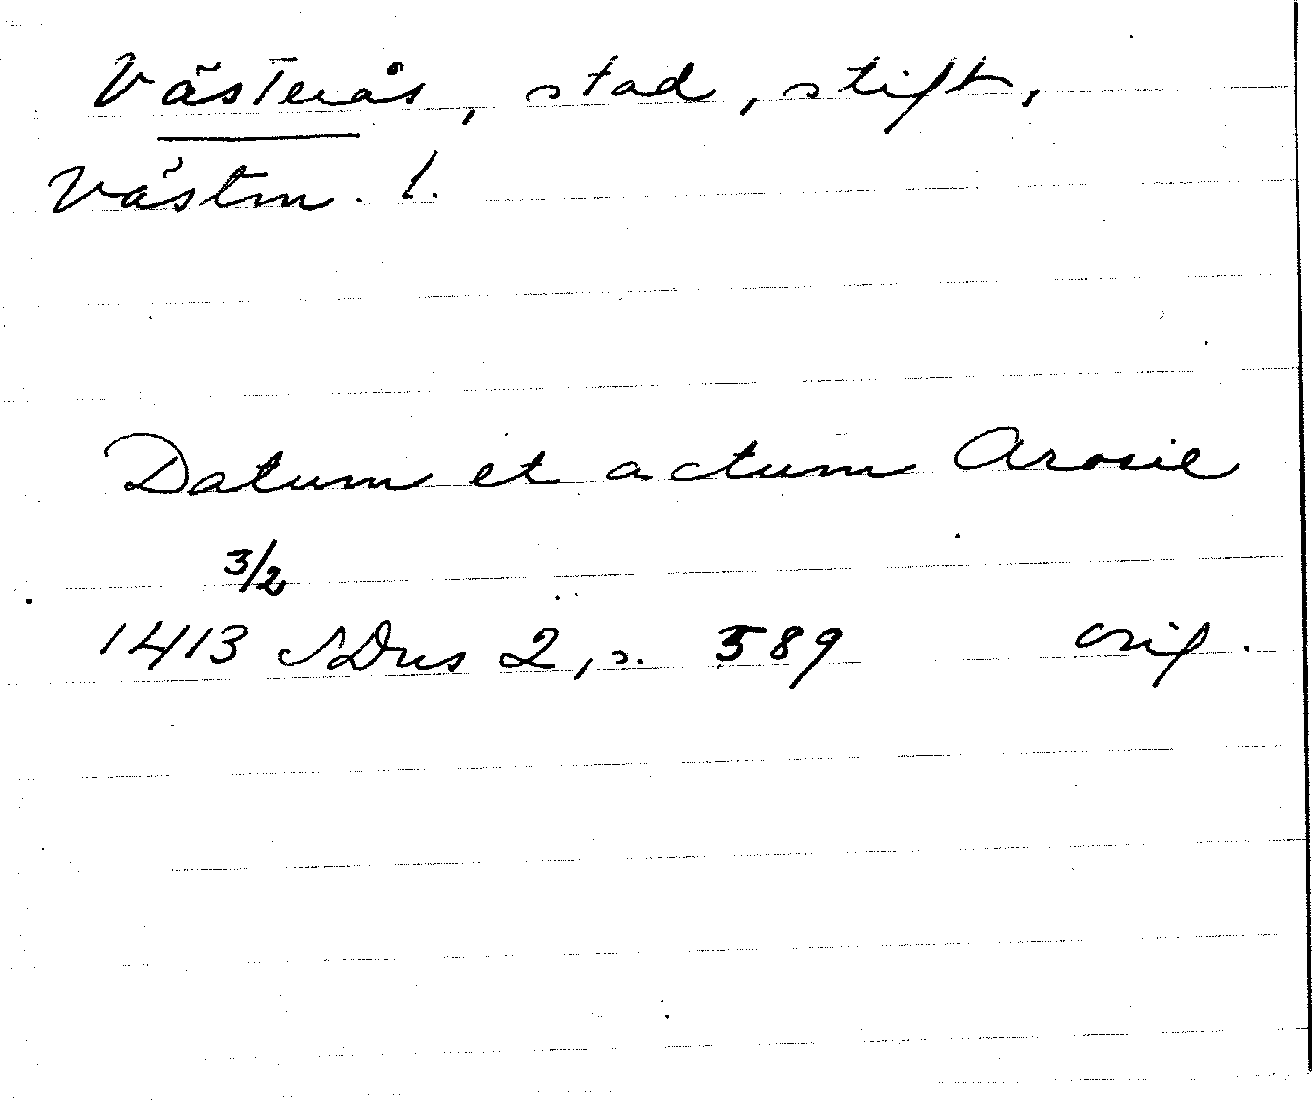 Västerås, stad, stift,
Västm. l.
Datum et actum Arosie
3/2
1413 SDns 2, s. 589 orig.